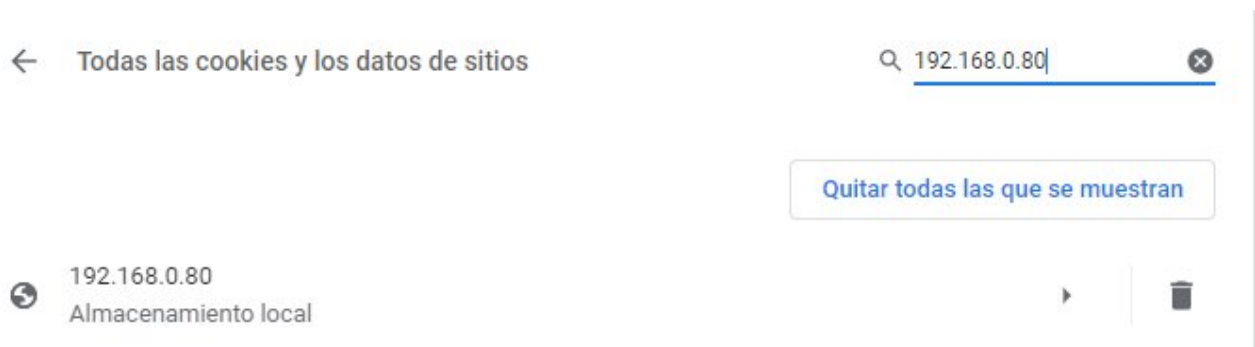 Todas las cookies y los datos de sitios
192.168.0.80
Quitar todas las que se muestran
192.168.0.80
Almacenamiento local